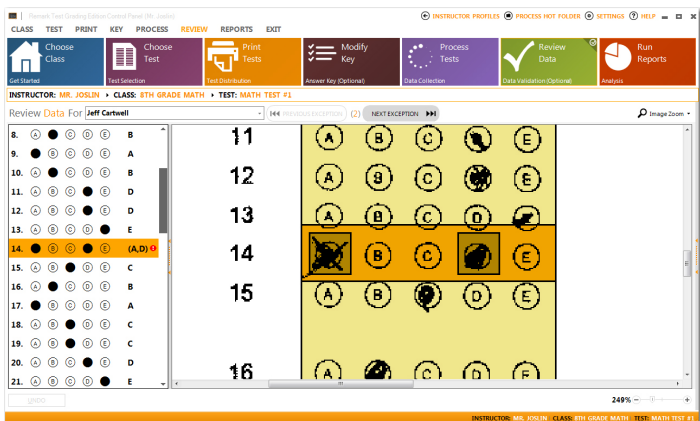 Remark Test Grading Edition Control Panel (Mr. Joslin)
INSTRUCTOR PROFILES PROCESS HOT FOLDER SETTINGS HELP
CLASS TEST PRINT KEY PROCESS REVIEW REPORTS EXIT
Choose Class
Get Started
Choose Test
Test Selection
Print Tests
Test Distribution
Modify Key
Answer Key (Optional)
Process Tests
Data Collection
Review Data
Data Validation (Optional)
Run Reports
Analysis
INSTRUCTOR: MR. JOSLIN CLASS: 8TH GRADE MATH TEST: MATH TEST #1
Review Data For Jeff Cartwell PREVIOUS EXCEPTION (2) NEXT EXCEPTION Image Zoom
8. A C D E B
9. B C D E A
10. A C D E B
11. A B C E D
12. A B C E D
13. A B C D E
14. B C E (A,D)
15. A B D E C
16. A C D E B
17. B C D E A
18. A B D E C
19. A B D E C
20. A B C E D
21. A B C D E
11 A B C E
12 A B C E
13 A B C D
14 B C E
15 A B D E
16 A C D E
UNDO
249%
INSTRUCTOR: MR. JOSLIN CLASS: 8TH GRADE MATH TEST: MATH TEST #1